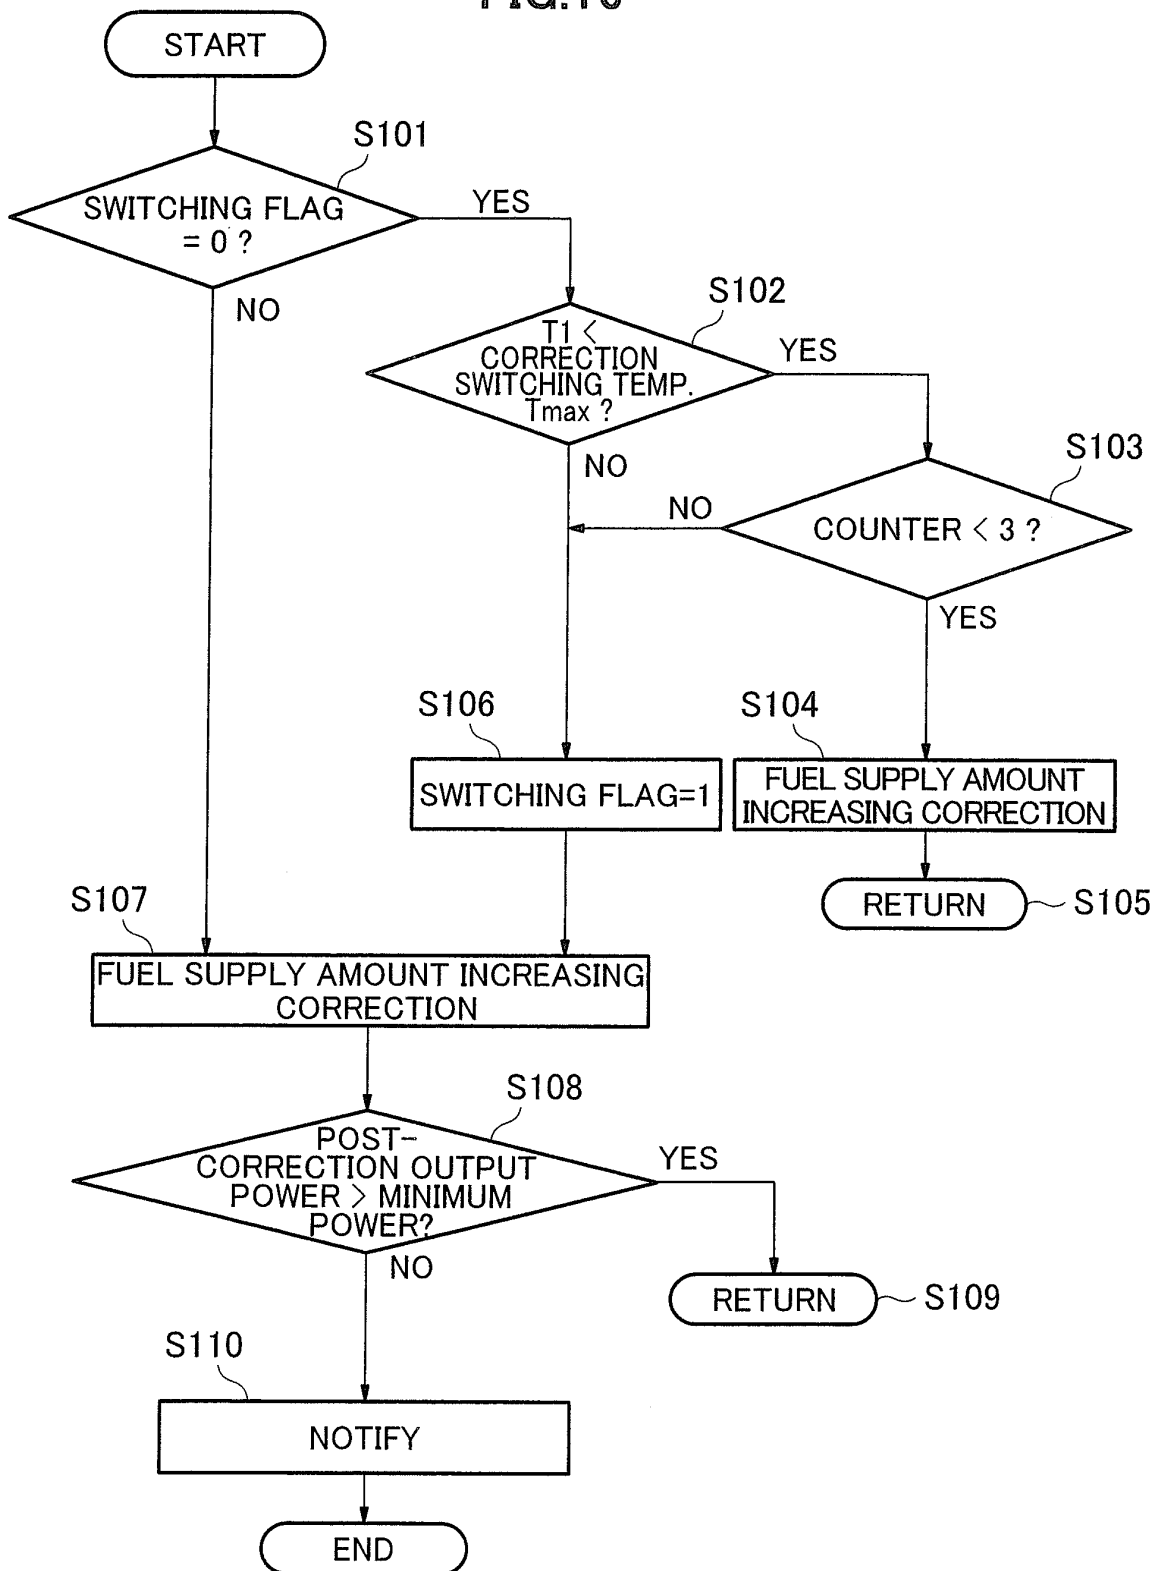 START
S101
SWITCHING FLAG
= 0 ?
YES
NO
S102
T1 <
CORRECTION
SWITCHING TEMP.
Tmax ?
YES
NO
S103
COUNTER < 3 ?
NO
YES
S106
SWITCHING FLAG=1
S104
FUEL SUPPLY AMOUNT
INCREASING CORRECTION
RETURN
S105
S107
FUEL SUPPLY AMOUNT INCREASING
CORRECTION
S108
POST-
CORRECTION OUTPUT
POWER > MINIMUM
POWER?
YES
NO
RETURN
S109
S110
NOTIFY
END